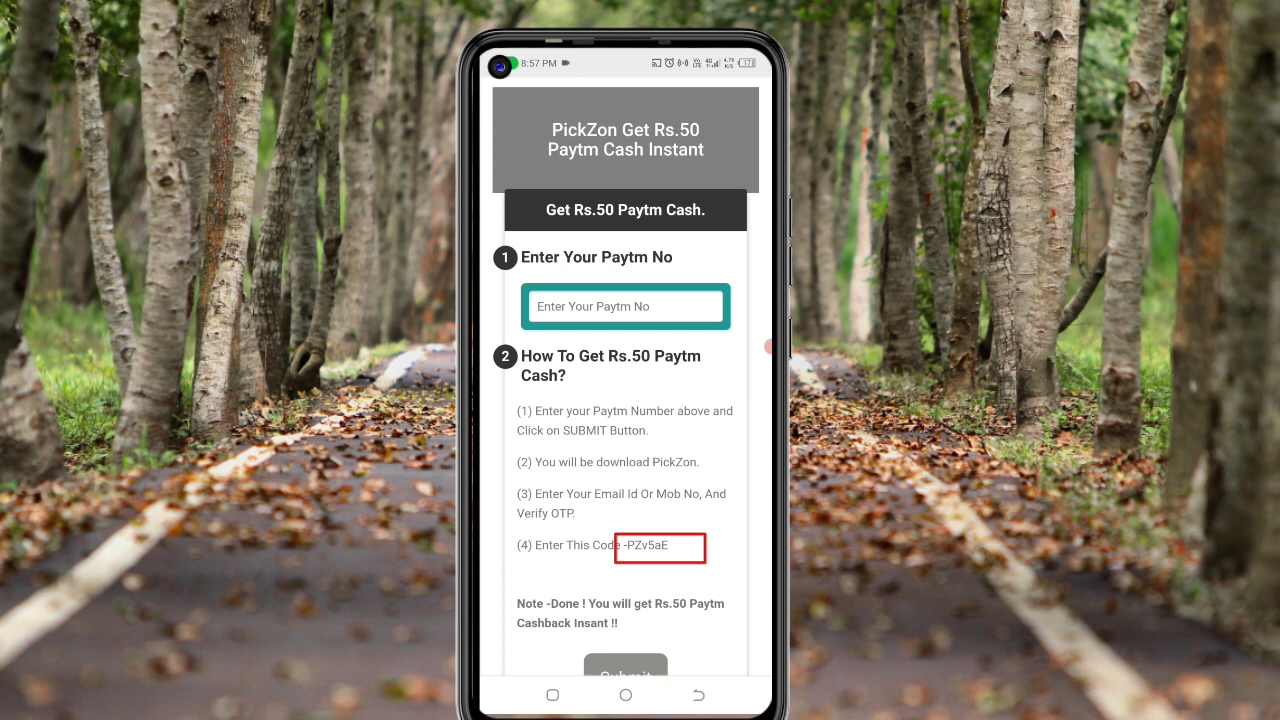 8:57 PM
PickZon Get Rs.50
Paytm Cash Instant
Get Rs.50 Paytm Cash.
1 Enter Your Paytm No
Enter Your Paytm No
2 How To Get Rs.50 Paytm
Cash?
(1) Enter your Paytm Number above and
Click on SUBMIT Button.
(2) You will be download PickZon.
(3) Enter Your Email Id Or Mob No, And
Verify OTP.
(4) Enter This Code -PZv5aE
Note -Done ! You will get Rs.50 Paytm
Cashback Insant !!
Submit